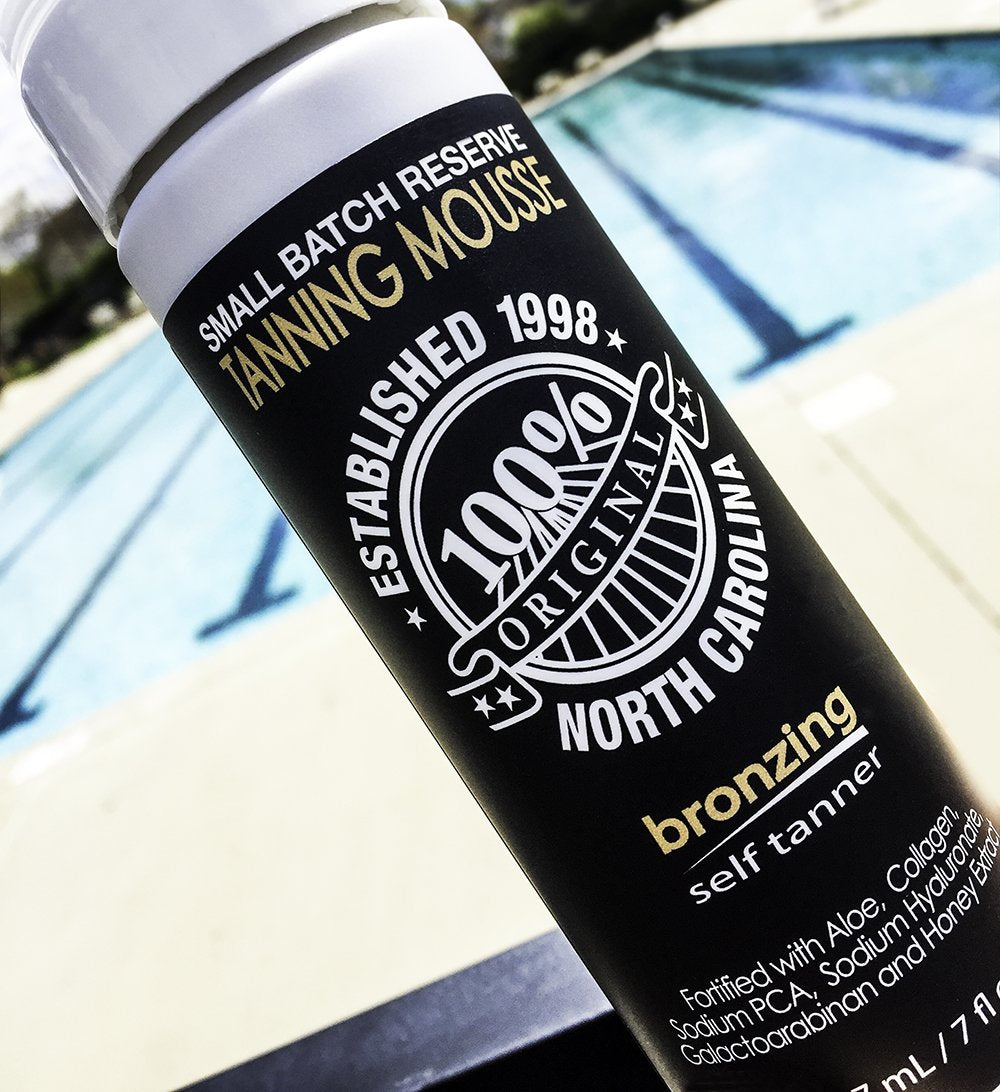 SMALL BATCH RESERVE
TANNING MOUSSE
ESTABLISHED 1998
100%
ORIGINAL
NORTH CAROLINA
bronzing
self tanner
Fortified with Aloe, Collagen,
Sodium PCA, Sodium Hyaluronate,
Galactoarabinan and Honey Extract
7 mL / 7 fl